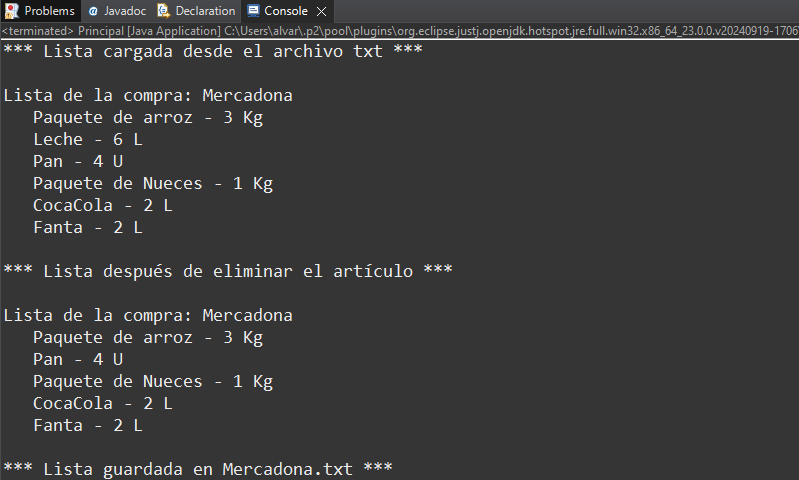 Problems Javadoc Declaration Console
<terminated> Principal [Java Application] C:\Users\alvar\.p2\pool\plugins\org.eclipse.justj.openjdk.hotspot.jre.full.win32.x86_64_23.0.0.v20240919-1706
*** Lista cargada desde el archivo txt ***
Lista de la compra: Mercadona
Paquete de arroz - 3 Kg
Leche - 6 L
Pan - 4 U
Paquete de Nueces - 1 Kg
CocaCola - 2 L
Fanta - 2 L
*** Lista después de eliminar el artículo ***
Lista de la compra: Mercadona
Paquete de arroz - 3 Kg
Pan - 4 U
Paquete de Nueces - 1 Kg
CocaCola - 2 L
Fanta - 2 L
*** Lista guardada en Mercadona.txt ***